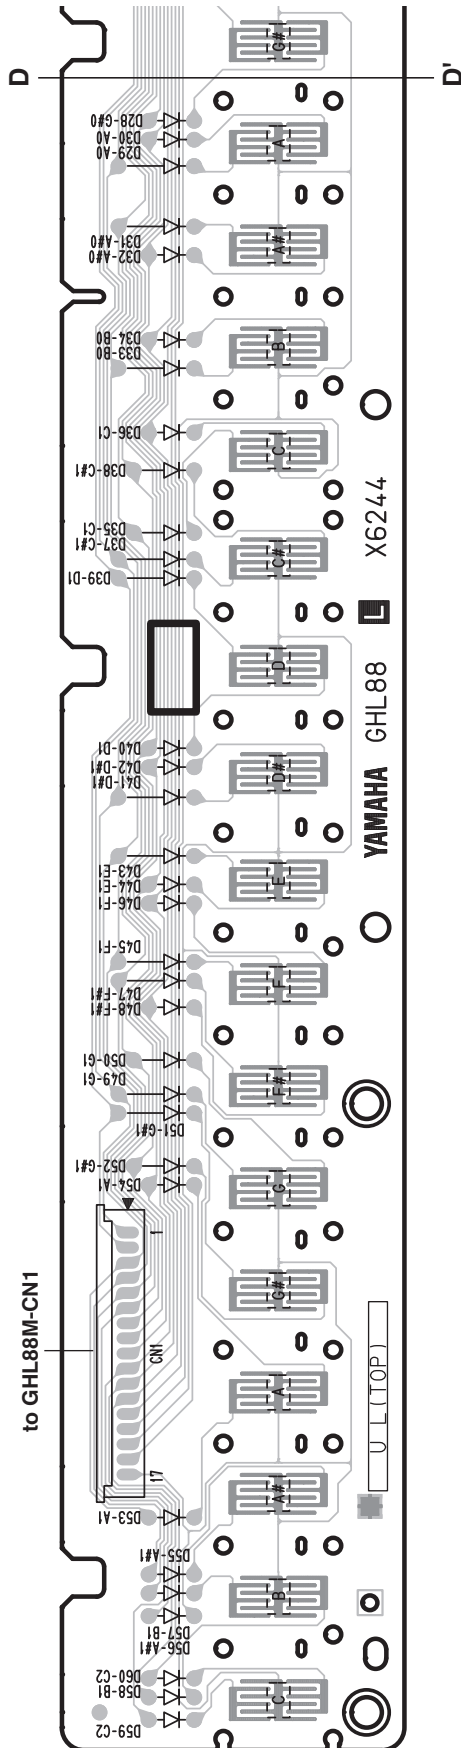 D
D'
G#
D28-G#0
D30-A0
D29-A0
A
D31-A#0
D32-A#0
A#
D34-B0
D33-B0
B
D36-C1
D38-C#1
C
X6244
D35-C1
D37-C#1
D39-D1
C#
L
D
GHL88
D40-D1
D42-D#1
D41-D#1
D#
YAMAHA
D43-E1
D44-E1
D46-F1
E
D45-F1
D47-F#1
D48-F#1
F
D50-G1
D49-G1
D51-G#1
F#
D52-G#1
D54-A1
G
1
G#
to GHL88M-CN1
CN1
U L(TOP)
A
17
D53-A1
A#
D55-A#1
D57-B1
D56-A#1
B
D60-C2
D58-B1
D59-C2
C